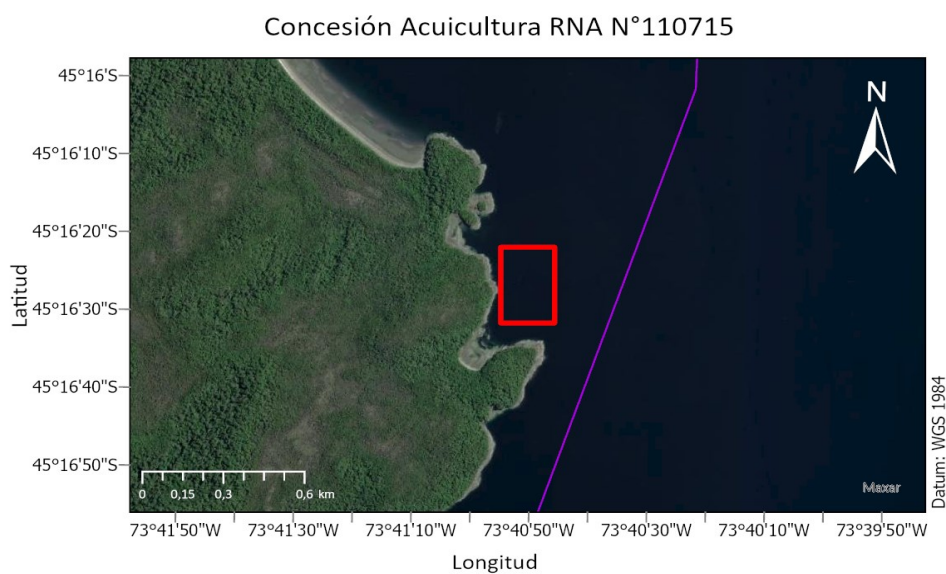 Concesión Acuicultura RNA N°110715
45°16'S
45°16'10"S
45°16'20"S
45°16'30"S
45°16'40"S
45°16'50"S
Latitud
N
0 0,15 0,3 0,6 km
Maxar
Datum: WGS 1984
73°41'50"W 73°41'30"W 73°41'10"W 73°40'50"W 73°40'30"W 73°40'10"W 73°39'50"W
Longitud